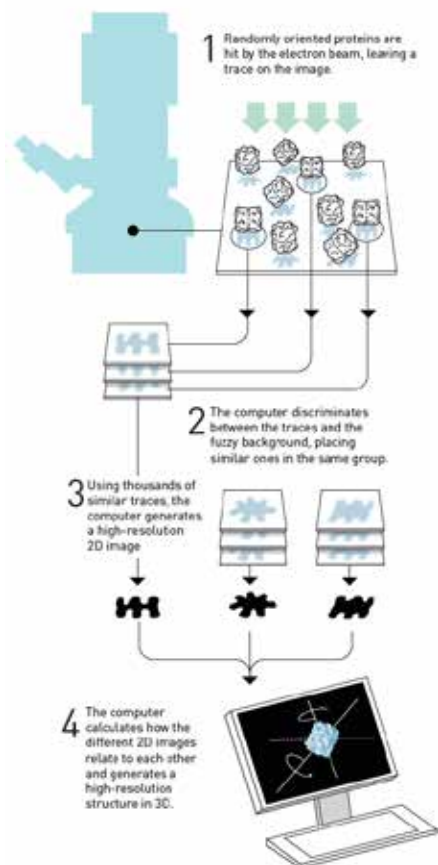 1 Randomly oriented proteins are
hit by the electron beam, leaving a
trace on the image.
2 The computer discriminates
between the traces and the
fuzzy background, placing
similar ones in the same group.
3 Using thousands of
similar traces, the
computer generates
a high-resolution
2D image
4 The computer
calculates how the
different 2D images
relate to each other
and generates a
high-resolution
structure in 3D.